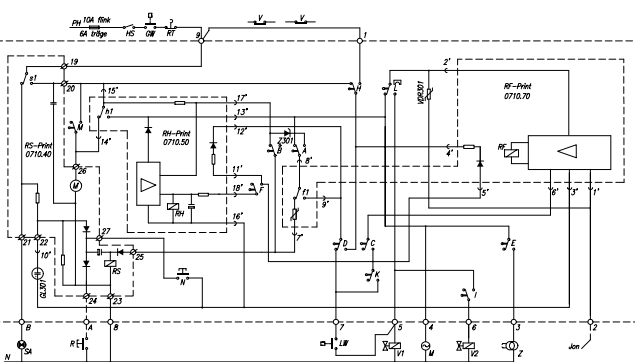 PH 10A flink
6A träge HS GW RT
V V
9 1
19
s1
20
15'
M
h1
14'
RS-Print
0710.40
26
M
RH-Print
0710.50
RH
17'
13'
12'
11'
18'
16'
F
Z301
B A
8'
f1
9'
7'
H
L
VDR301
2'
4'
5'
RF-Print
0710.70
RF
6' 3' 1'
21 22
10'
GL301
27
25
RS
24 23
N
D C
K
E
I
B A 8 7 5 4 6 3 2
SA
R
LW
V1
M
V2
Z
Jon
N